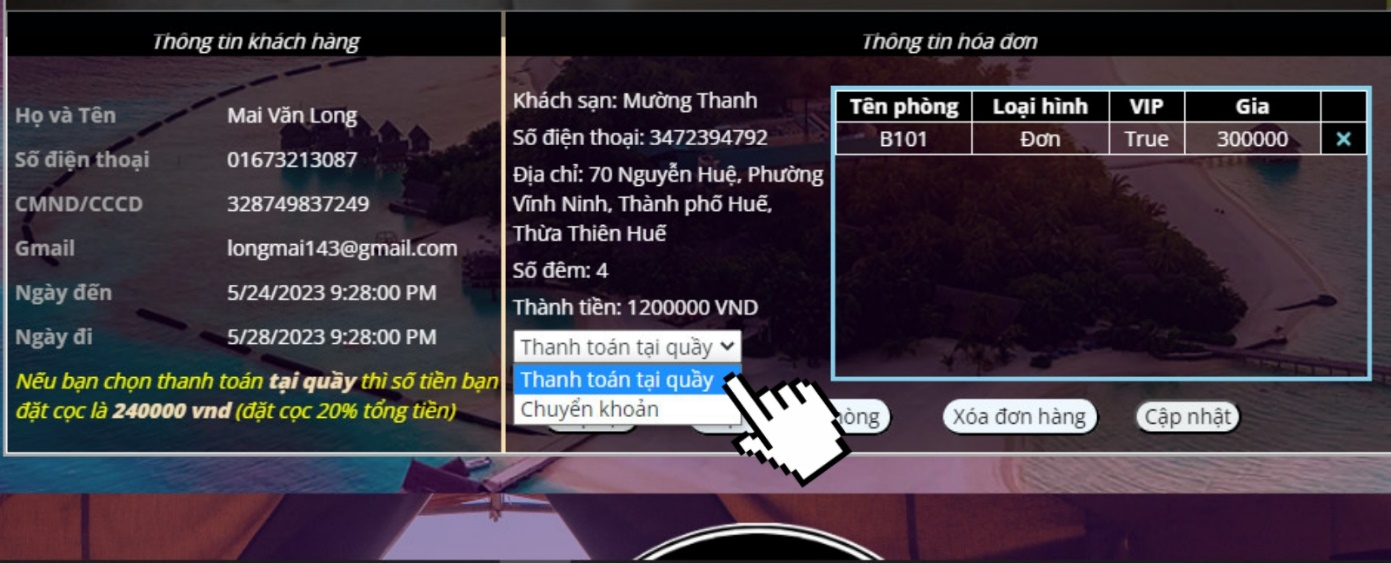 Thông tin khách hàng
Họ và Tên Mai Văn Long
Số điện thoại 01673213087
CMND/CCCD 328749837249
Gmail longmai143@gmail.com
Ngày đến 5/24/2023 9:28:00 PM
Ngày đi 5/28/2023 9:28:00 PM
Nếu bạn chọn thanh toán tại quầy thì số tiền bạn
đặt cọc là 240000 vnd (đặt cọc 20% tổng tiền)
Thông tin hóa đơn
Khách sạn: Mường Thanh
Số điện thoại: 3472394792
Địa chỉ: 70 Nguyễn Huệ, Phường
Vĩnh Ninh, Thành phố Huế,
Thừa Thiên Huế
Số đêm: 4
Thành tiền: 1200000 VND
Thanh toán tại quầy
Thanh toán tại quầy
Chuyển khoản
Tên phòng Loại hình VIP Gia
B101 Đơn True 300000 ×
Xóa đơn hàng Cập nhật